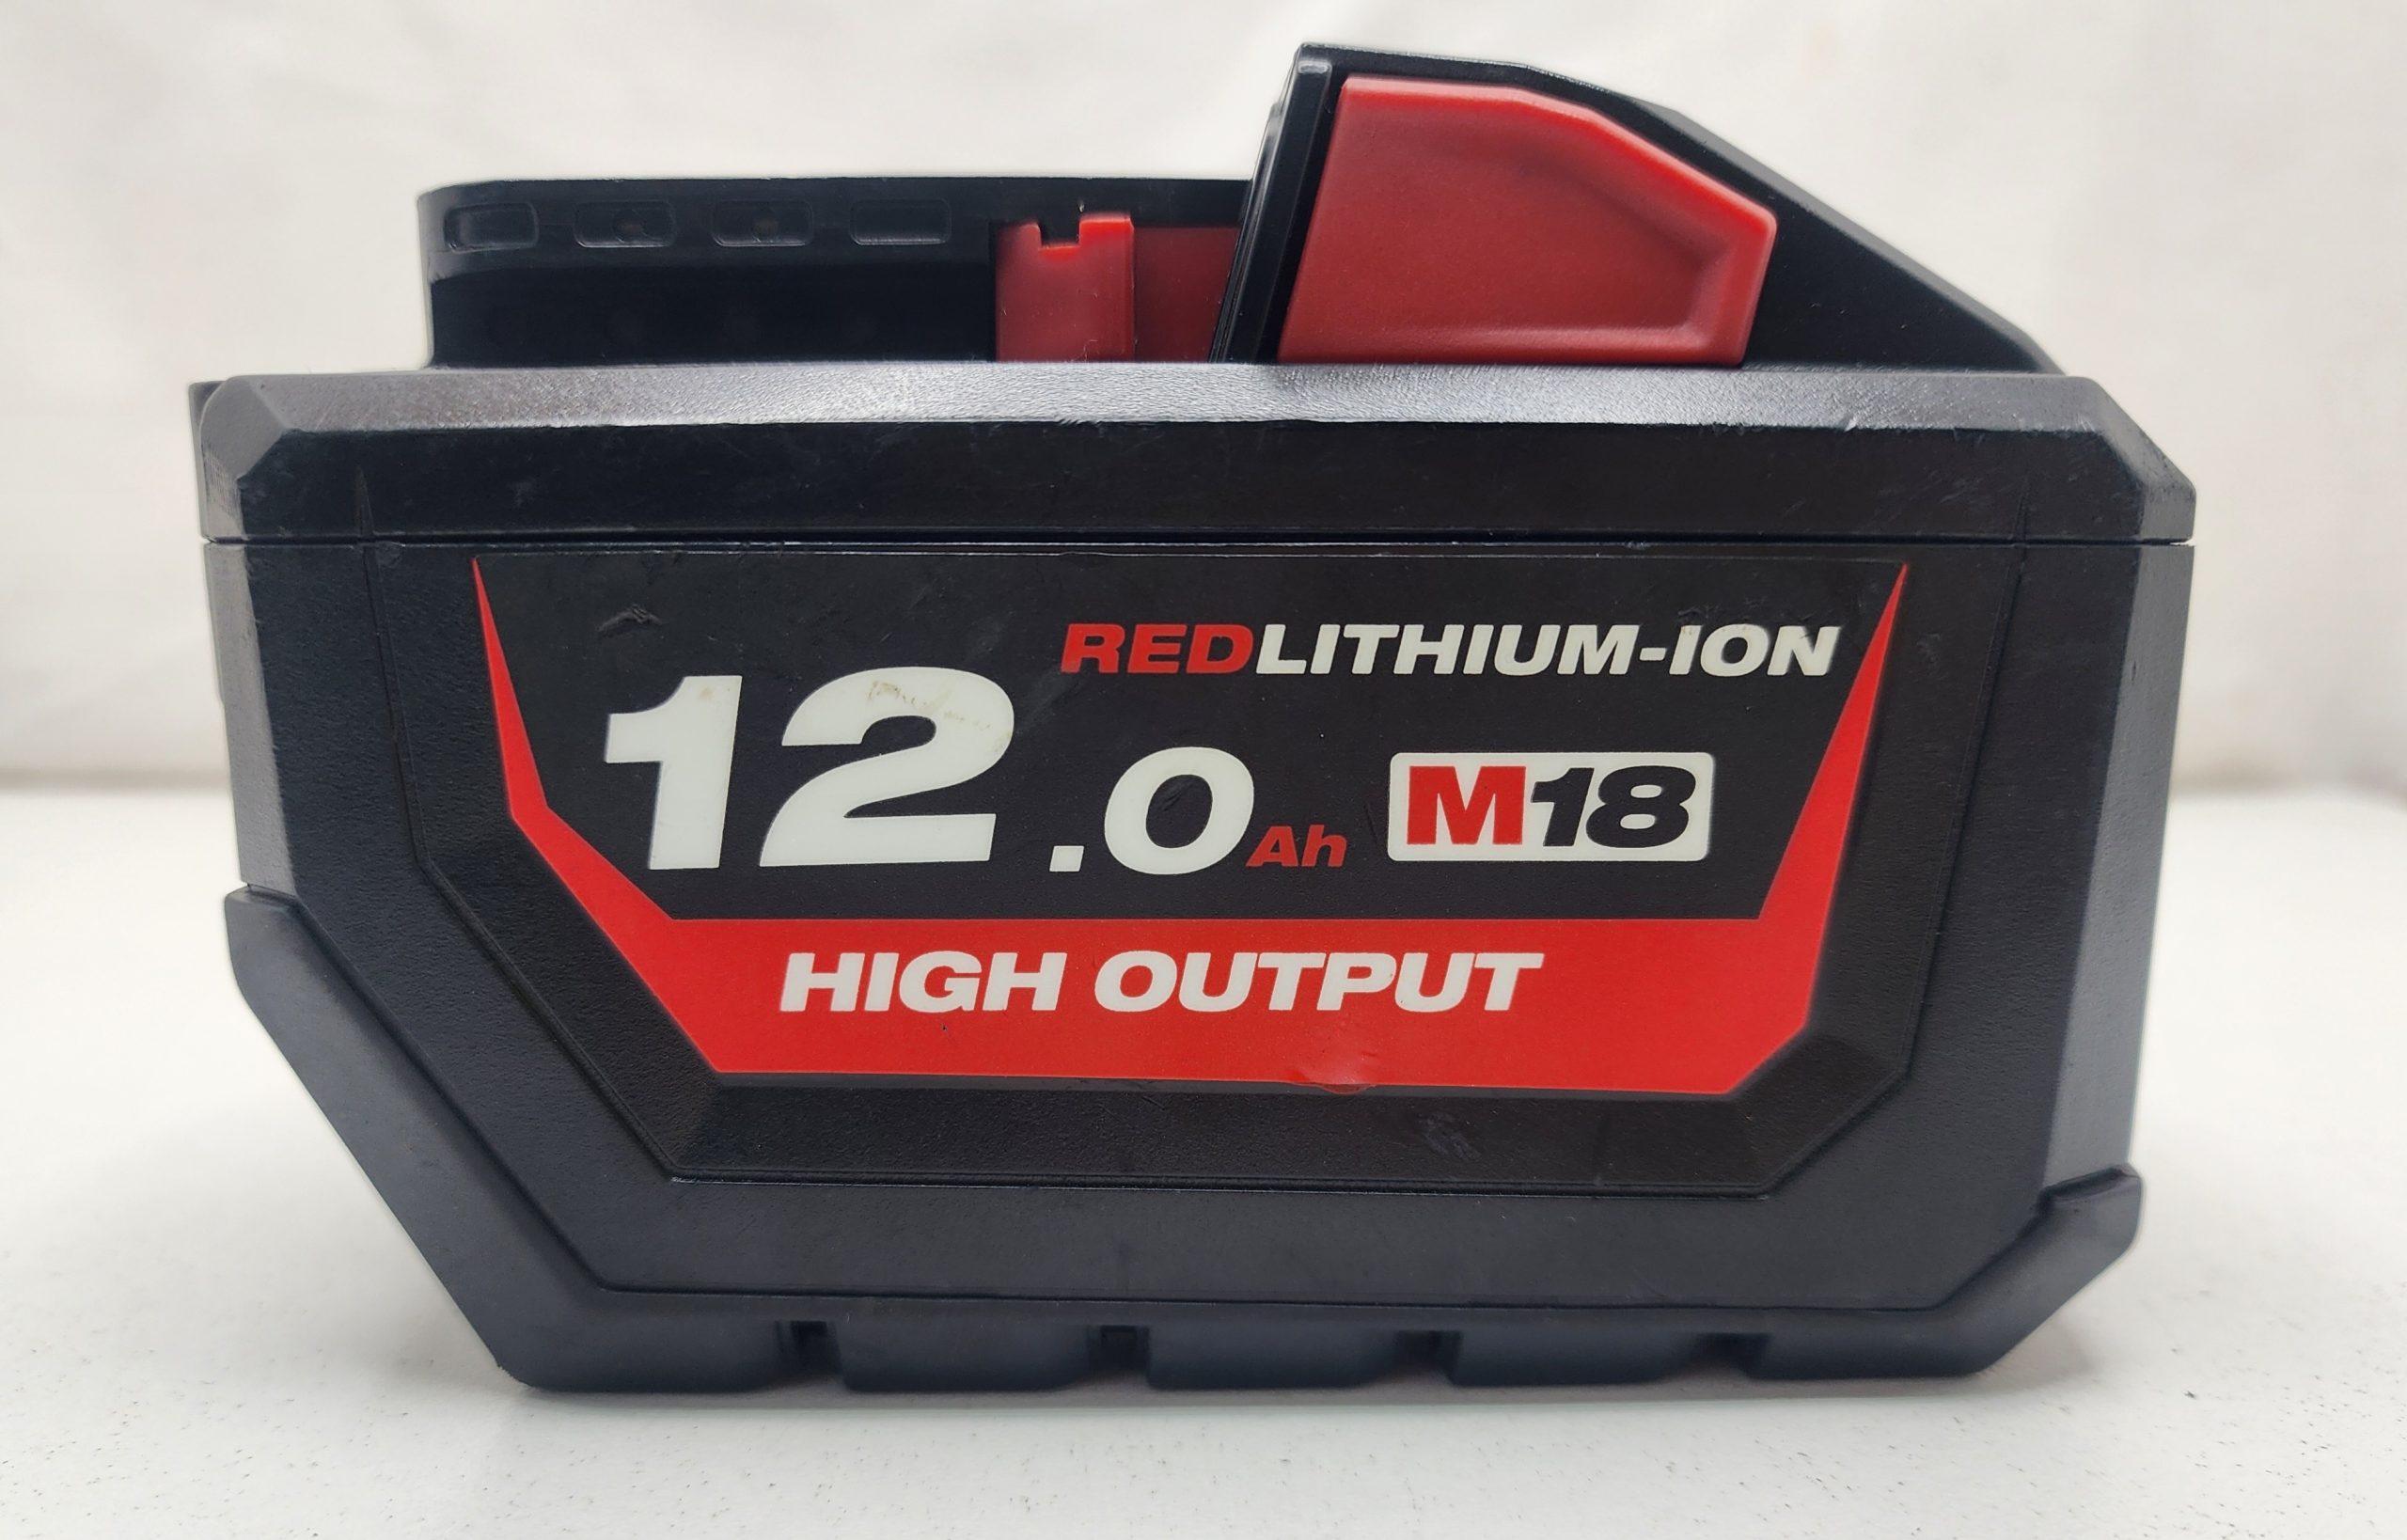 REDLITHIUM-ION
12.0Ah M18
HIGH OUTPUT